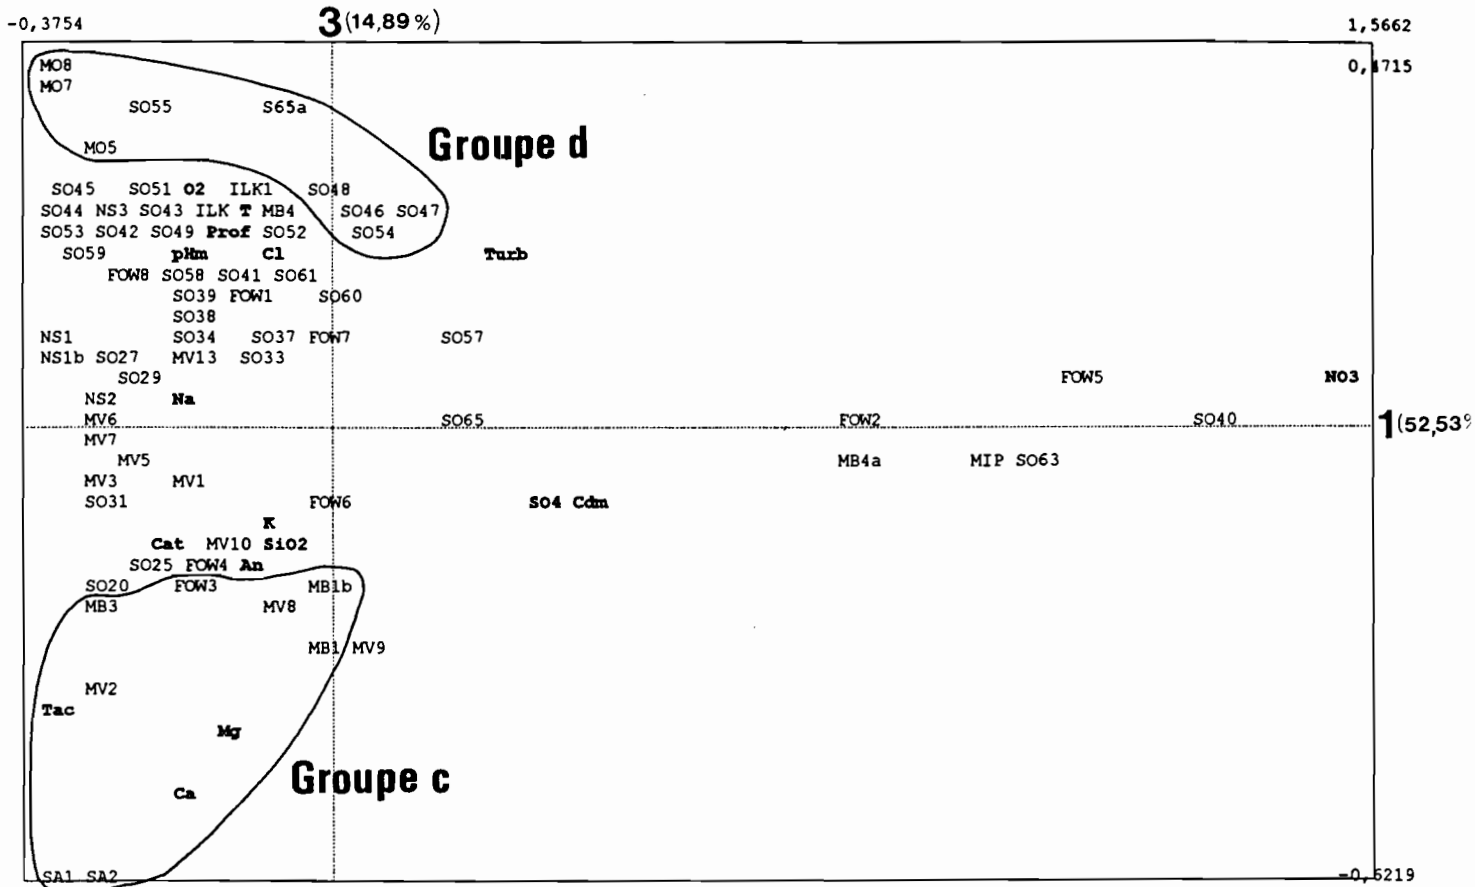 -0,3754 3 (14,89 %) 1,5662
MO8 0,4715
MO7
SO55 S65a
Groupe d
MO5
SO45 SO51 O2 ILK1 SO48
SO44 NS3 SO43 ILK T MB4 SO46 SO47
SO53 SO42 SO49 Prof SO52 SO54
SO59 pHm Cl Turb
FOW8 SO58 SO41 SO61
SO39 FOW1 SO60
SO38
NS1 SO34 SO37 FOW7 SO57
NS1b SO27 MV13 SO33
SO29 FOW5 NO3
NS2 Na
MV6 SO65 FOW2 SO40
1 (52,53%
MV7
MV5 MB4a MIP SO63
MV3 MV1
SO31 FOW6 SO4 Cdm
K
Cat MV10 SiO2
SO25 FOW4 An
SO20 FOW3 MB1b
MB3 MV8
MB1 MV9
MV2
Tac
Mg
Groupe c
Ca
SA1 SA2 -0,6219